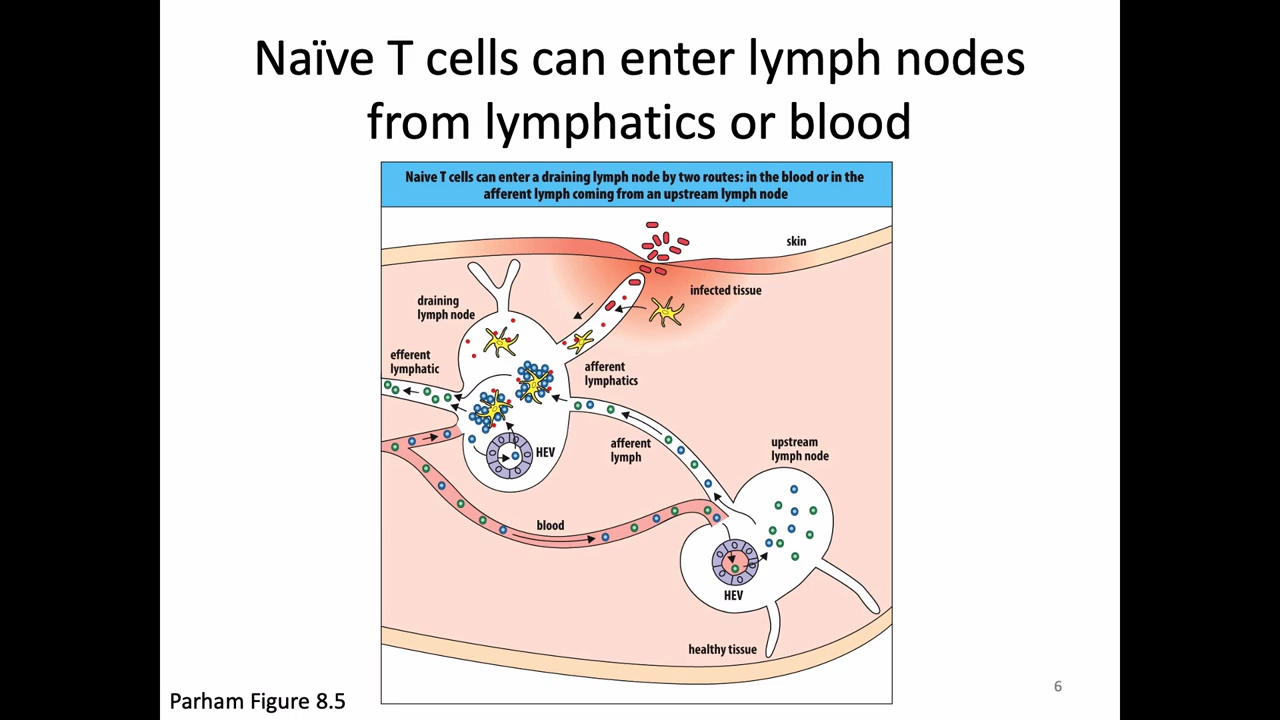 Naïve T cells can enter lymph nodes
from lymphatics or blood
Naive T cells can enter a draining lymph node by two routes: in the blood or in the
afferent lymph coming from an upstream lymph node
skin
infected tissue
draining
lymph node
efferent
lymphatic
afferent
lymphatics
HEV
afferent
lymph
upstream
lymph node
blood
HEV
healthy tissue
Parham Figure 8.5
6